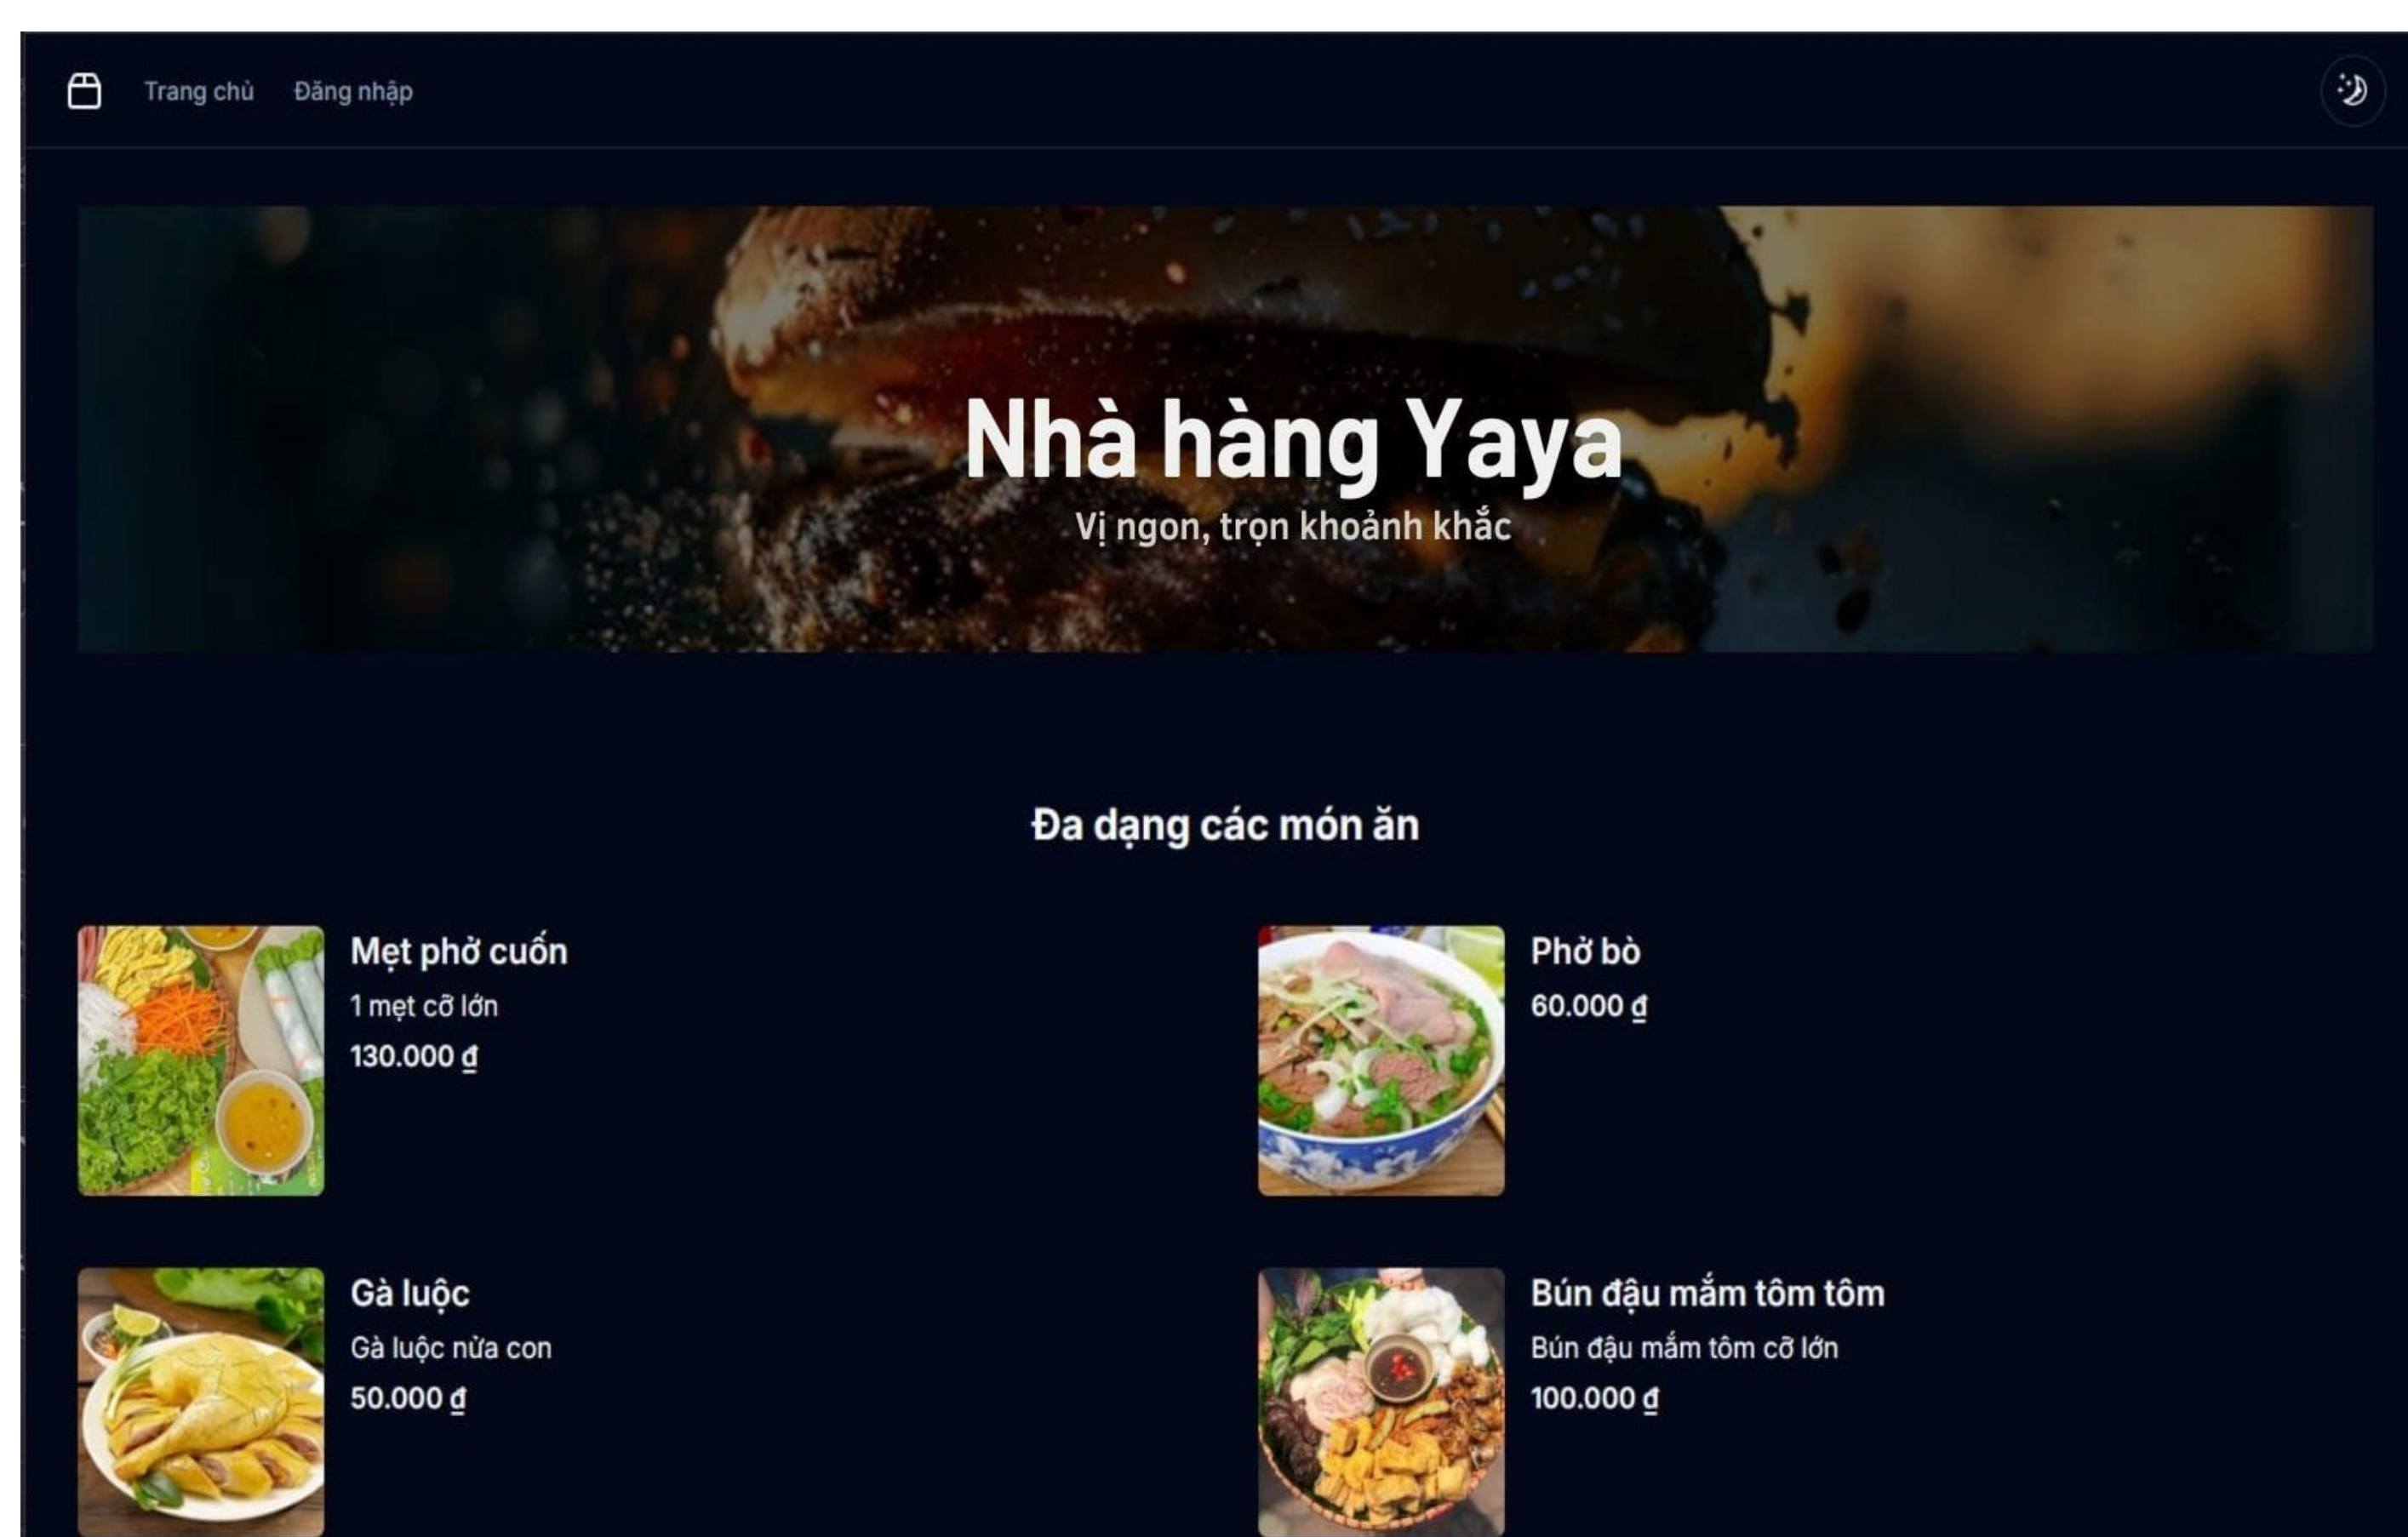 Trang chủ
Đăng nhập
Nhà hàng Yaya
Vị ngon, trọn khoảnh khắc
Đa dạng các món ăn
Mẹt phở cuốn
1 mẹt cỡ lớn
130.000 ₫
Phở bò
60.000 ₫
Gà luộc
Gà luộc nửa con
50.000 ₫
Bún đậu mắm tôm tôm
Bún đậu mắm tôm cỡ lớn
100.000 ₫